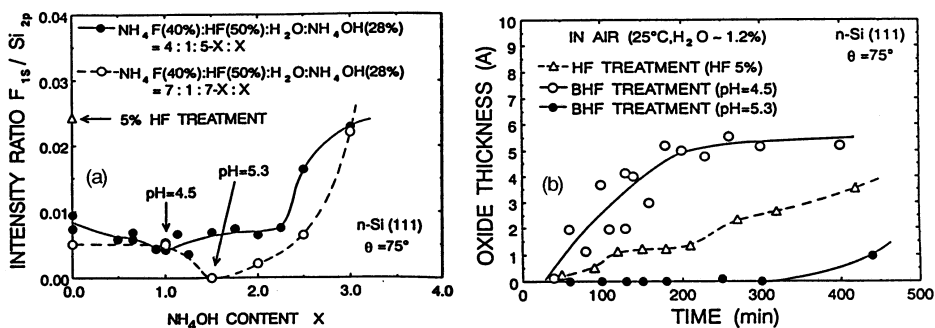 INTENSITY RATIO F1S / Si2p
0.04
0.03
0.02
0.01
0.00
NH4F(40%):HF(50%):H2O:NH4OH(28%)
= 4 : 1 : 5-X : X
NH4F(40%):HF(50%):H2O:NH4OH(28%)
= 7 : 1 : 7-X : X
5% HF TREATMENT
(a)
pH=4.5
pH=5.3
n-Si (111)
θ = 75°
0.0
1.0
2.0
3.0
4.0
NH4OH CONTENT X
OXIDE THICKNESS (A)
10
9
8
7
6
5
4
3
2
1
0
IN AIR (25°C,H2O ~ 1.2%)
n-Si (111)
θ = 75°
HF TREATMENT (HF 5%)
BHF TREATMENT (pH=4.5)
BHF TREATMENT (pH=5.3)
(b)
0
100
200
300
400
500
TIME (min)